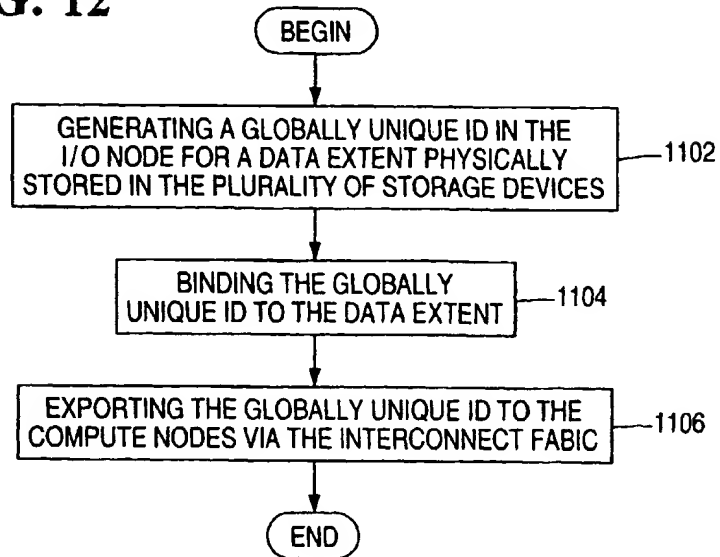 G. 12
BEGIN
GENERATING A GLOBALLY UNIQUE ID IN THE
I/O NODE FOR A DATA EXTENT PHYSICALLY
STORED IN THE PLURALITY OF STORAGE DEVICES
1102
BINDING THE GLOBALLY
UNIQUE ID TO THE DATA EXTENT
1104
EXPORTING THE GLOBALLY UNIQUE ID TO THE
COMPUTE NODES VIA THE INTERCONNECT FABIC
1106
END